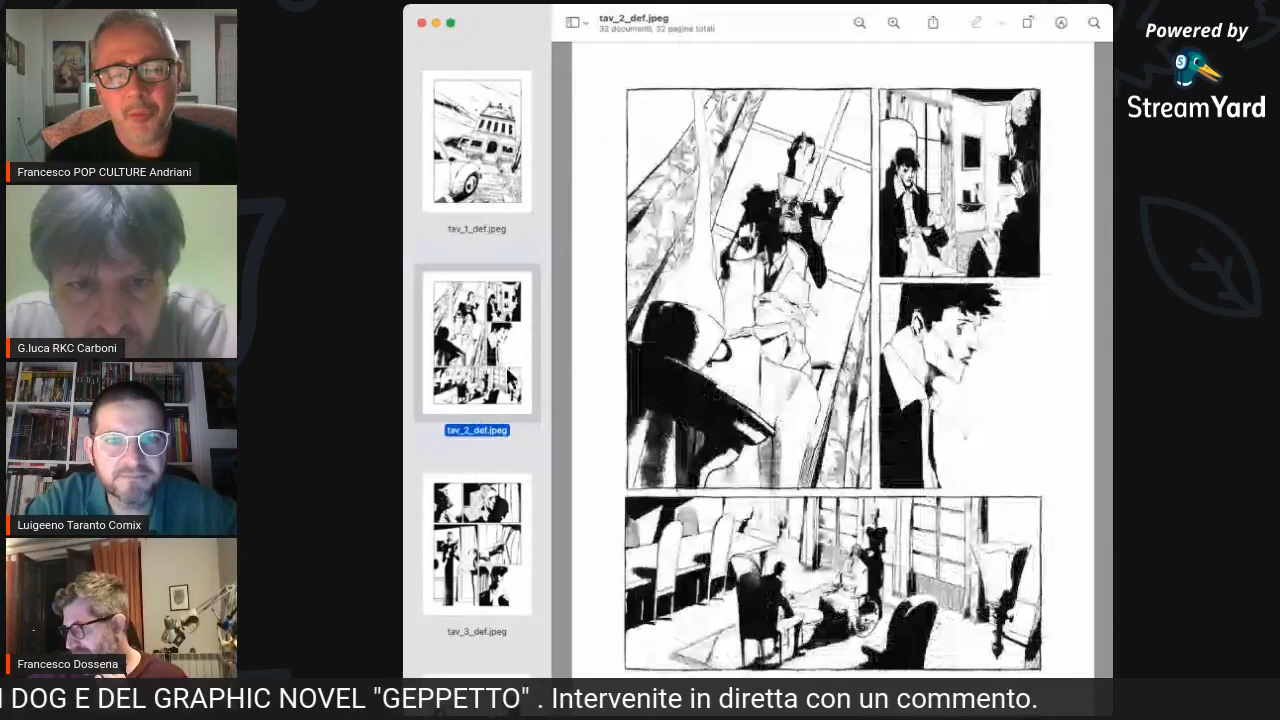 Francesco POP CULTURE Andriani
G.luca RKC Carboni
Luigeeno Taranto Comix
Francesco Dossena
tav_2_def.jpeg
32 documenti, 32 pagine totali
tav_1_def.jpeg
tav_2_def.jpeg
tav_3_def.jpeg
Powered by
StreamYard
DOG E DEL GRAPHIC NOVEL "GEPPETTO" . Intervenite in diretta con un commento.